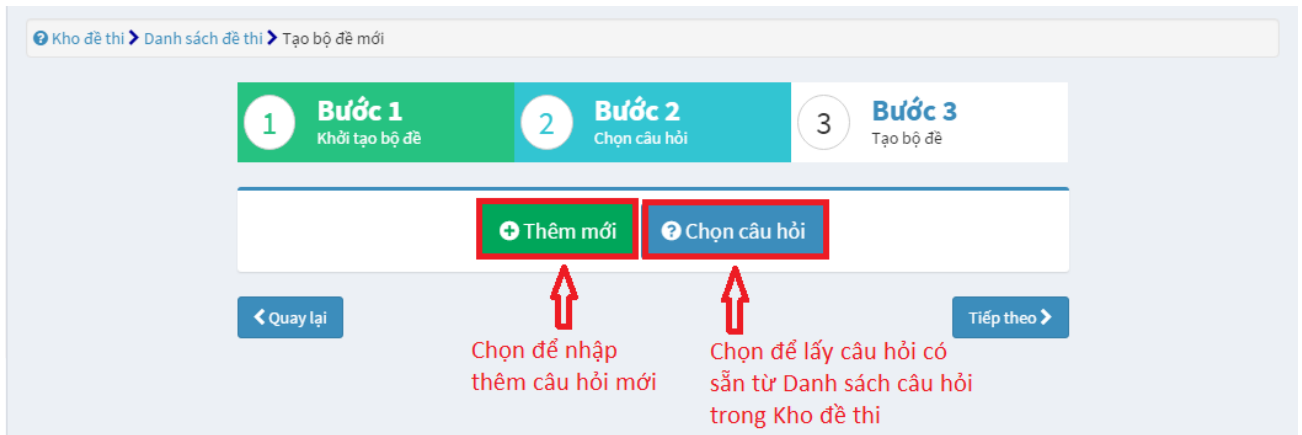 Kho đề thi Danh sách đề thi Tạo bộ đề mới
1 Bước 1
Khởi tạo bộ đề
2 Bước 2
Chọn câu hỏi
3 Bước 3
Tạo bộ đề
Thêm mới
Chọn câu hỏi
Quay lại
Tiếp theo
Chọn để nhập
thêm câu hỏi mới
Chọn để lấy câu hỏi có
sẵn từ Danh sách câu hỏi
trong Kho đề thi